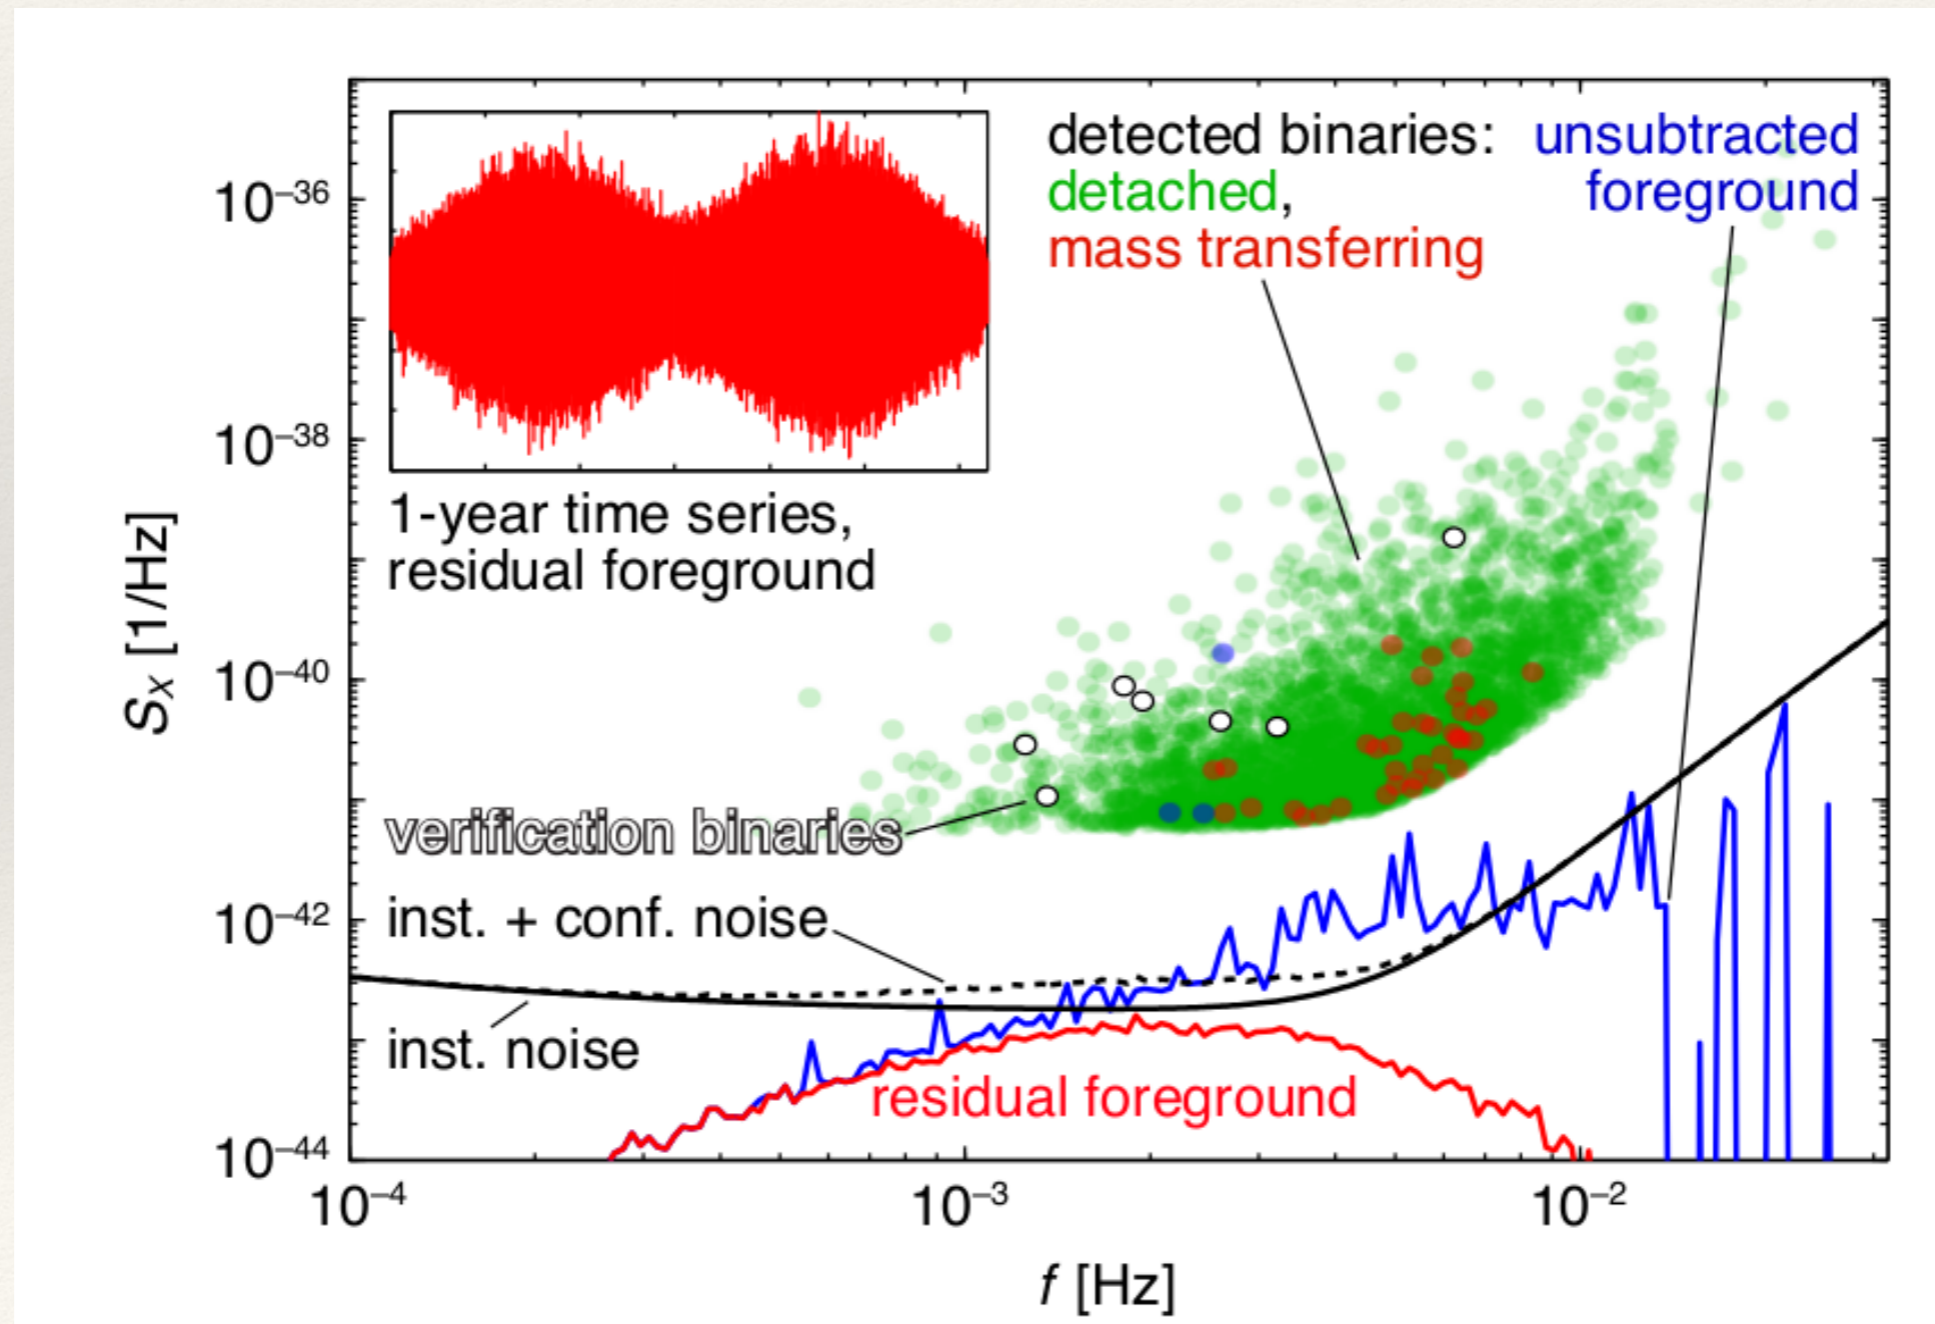 detected binaries:
detached,
mass transferring
unsubtracted
foreground
1-year time series,
residual foreground
verification binaries
inst. + conf. noise
inst. noise
residual foreground
10⁻³⁶
10⁻³⁸
10⁻⁴⁰
10⁻⁴²
10⁻⁴⁴
Sₓ [1/Hz]
10⁻⁴
10⁻³
10⁻²
f [Hz]